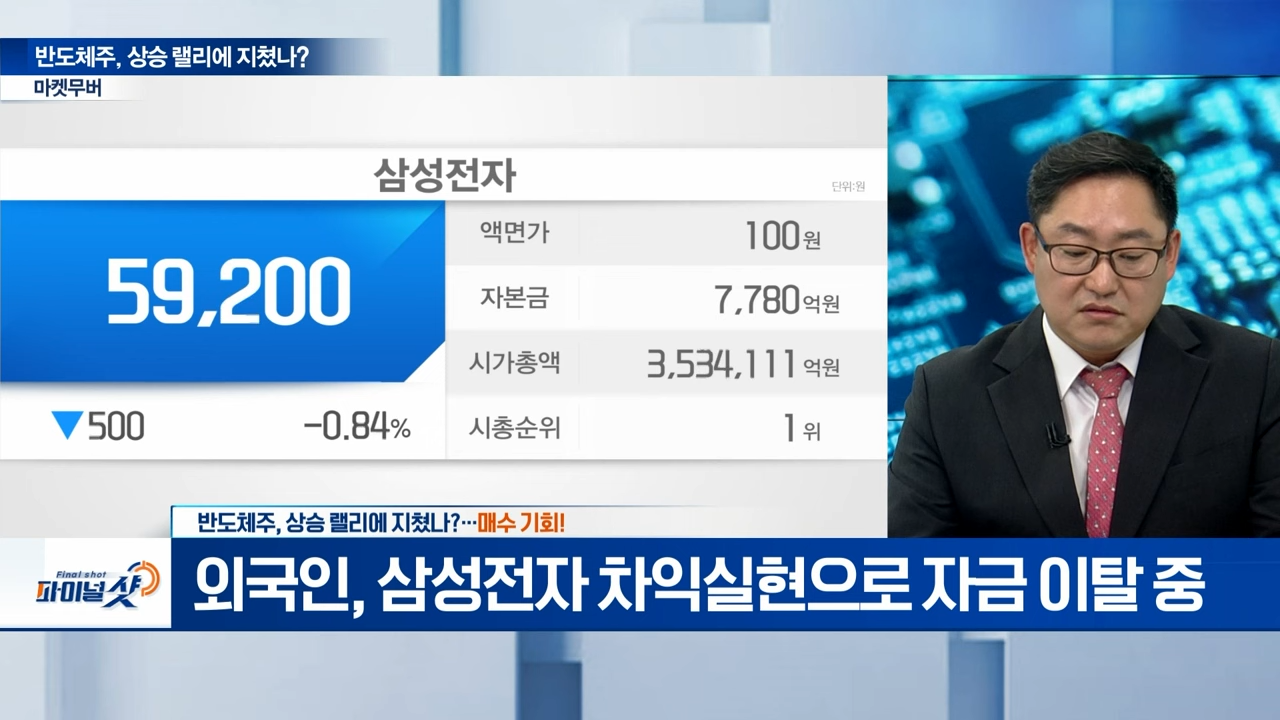 반도체주, 상승 랠리에 지쳤나?
마켓무버
삼성전자
단위:원
59,200
▼500 -0.84%
액면가 100원
자본금 7,780억원
시가총액 3,534,111억원
시총순위 1위
반도체주, 상승 랠리에 지쳤나?…매수 기회!
Final shot
파이널샷
외국인, 삼성전자 차익실현으로 자금 이탈 중